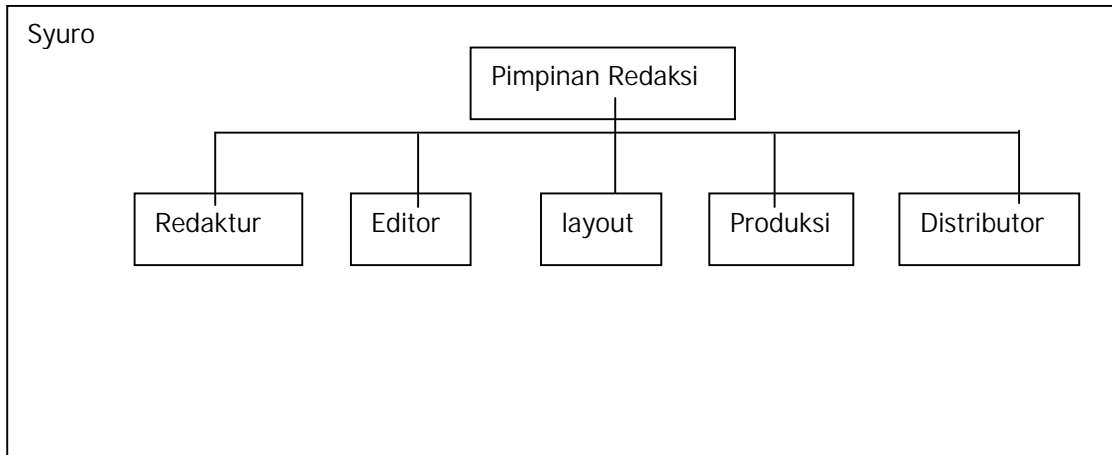 Syuro
Pimpinan Redaksi
Redaktur
Editor
layout
Produksi
Distributor